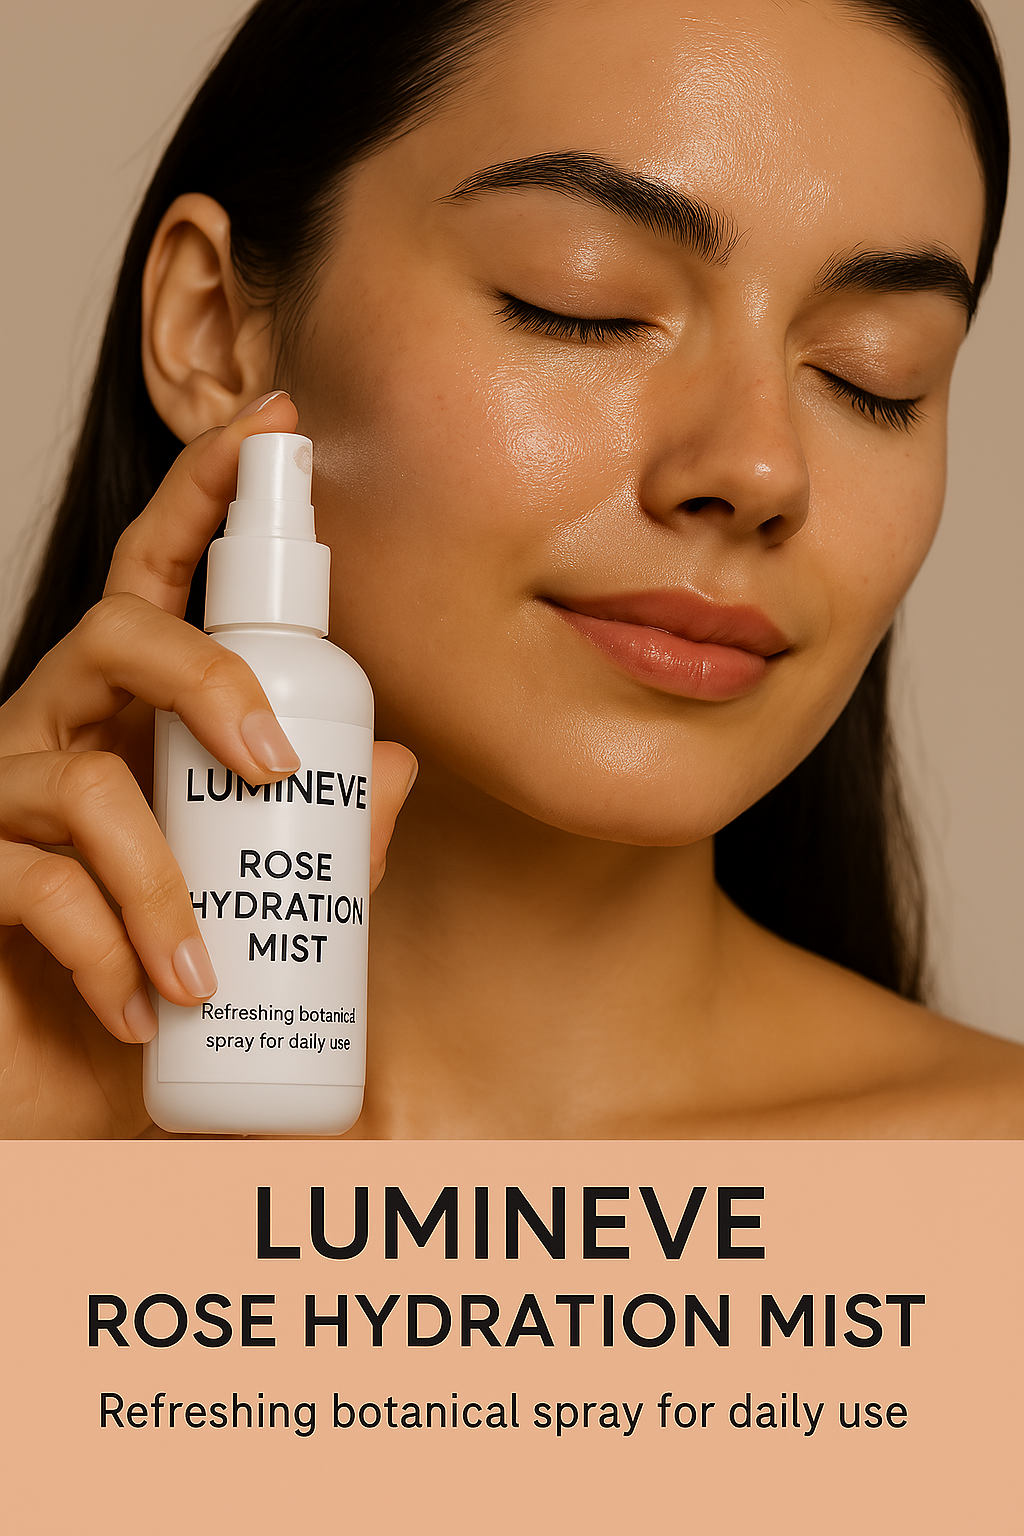 LUMINEVE
ROSE
HYDRATION
MIST
Refreshing botanical
spray for daily use
LUMINEVE
ROSE HYDRATION MIST
Refreshing botanical spray for daily use